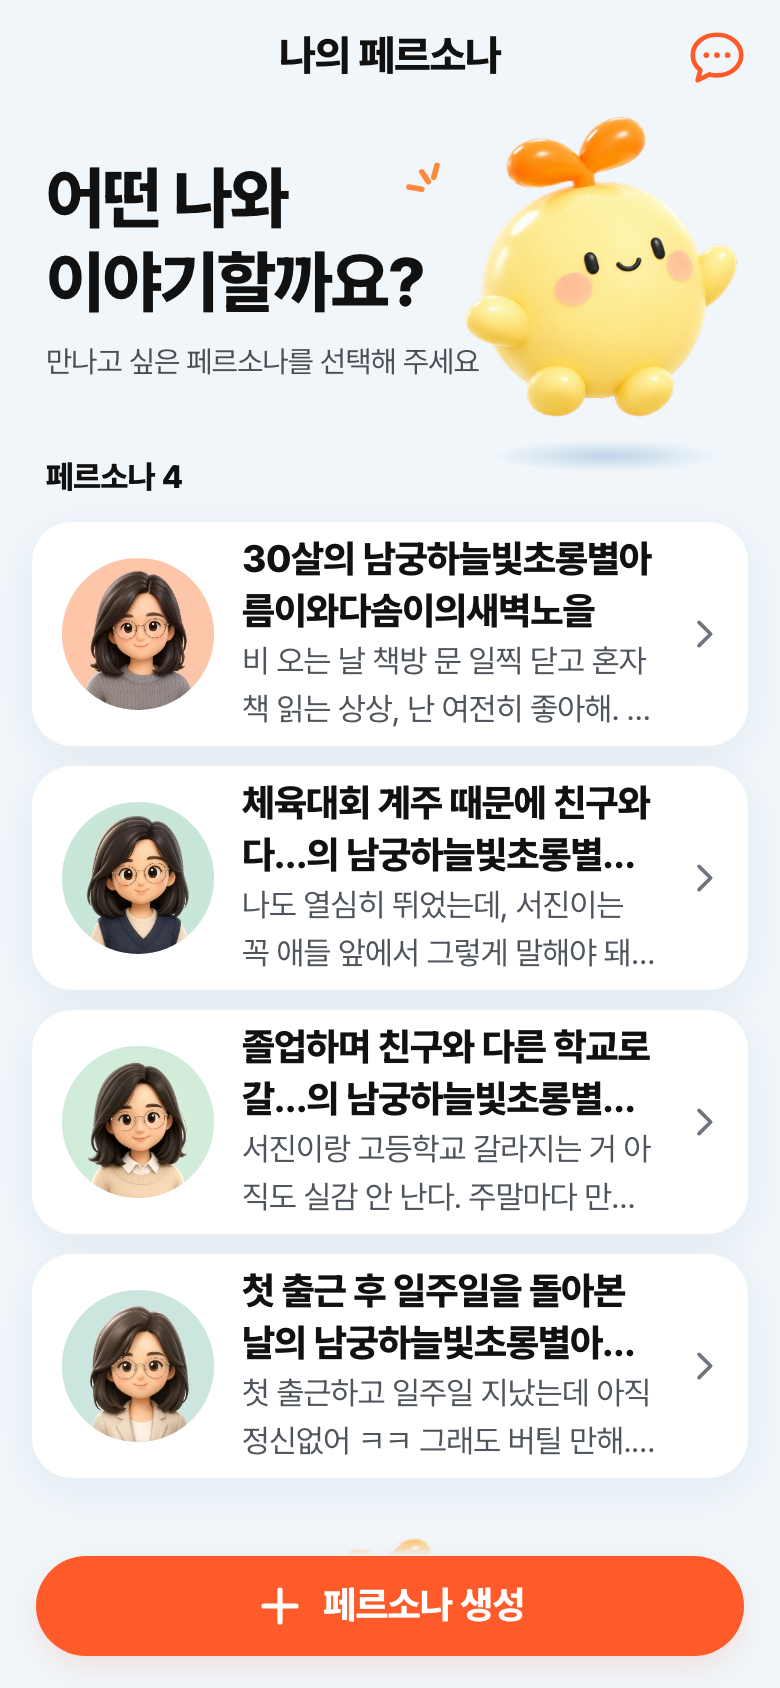 나의 페르소나
어떤 나와
이야기할까요?
만나고 싶은 페르소나를 선택해 주세요
페르소나 4
30살의 남궁하늘빛초롱별아
름이와다솜이의새벽노을
비 오는 날 책방 문 일찍 닫고 혼자
책 읽는 상상, 난 여전히 좋아해. ...
체육대회 계주 때문에 친구와
다...의 남궁하늘빛초롱별...
나도 열심히 뛰었는데, 서진이는
꼭 애들 앞에서 그렇게 말해야 돼...
졸업하며 친구와 다른 학교로
갈...의 남궁하늘빛초롱별...
서진이랑 고등학교 갈라지는 거 아
직도 실감 안 난다. 주말마다 만...
첫 출근 후 일주일을 돌아본
날의 남궁하늘빛초롱별아...
첫 출근하고 일주일 지났는데 아직
정신없어 ㅋㅋ 그래도 버틸 만해....
페르소나 생성